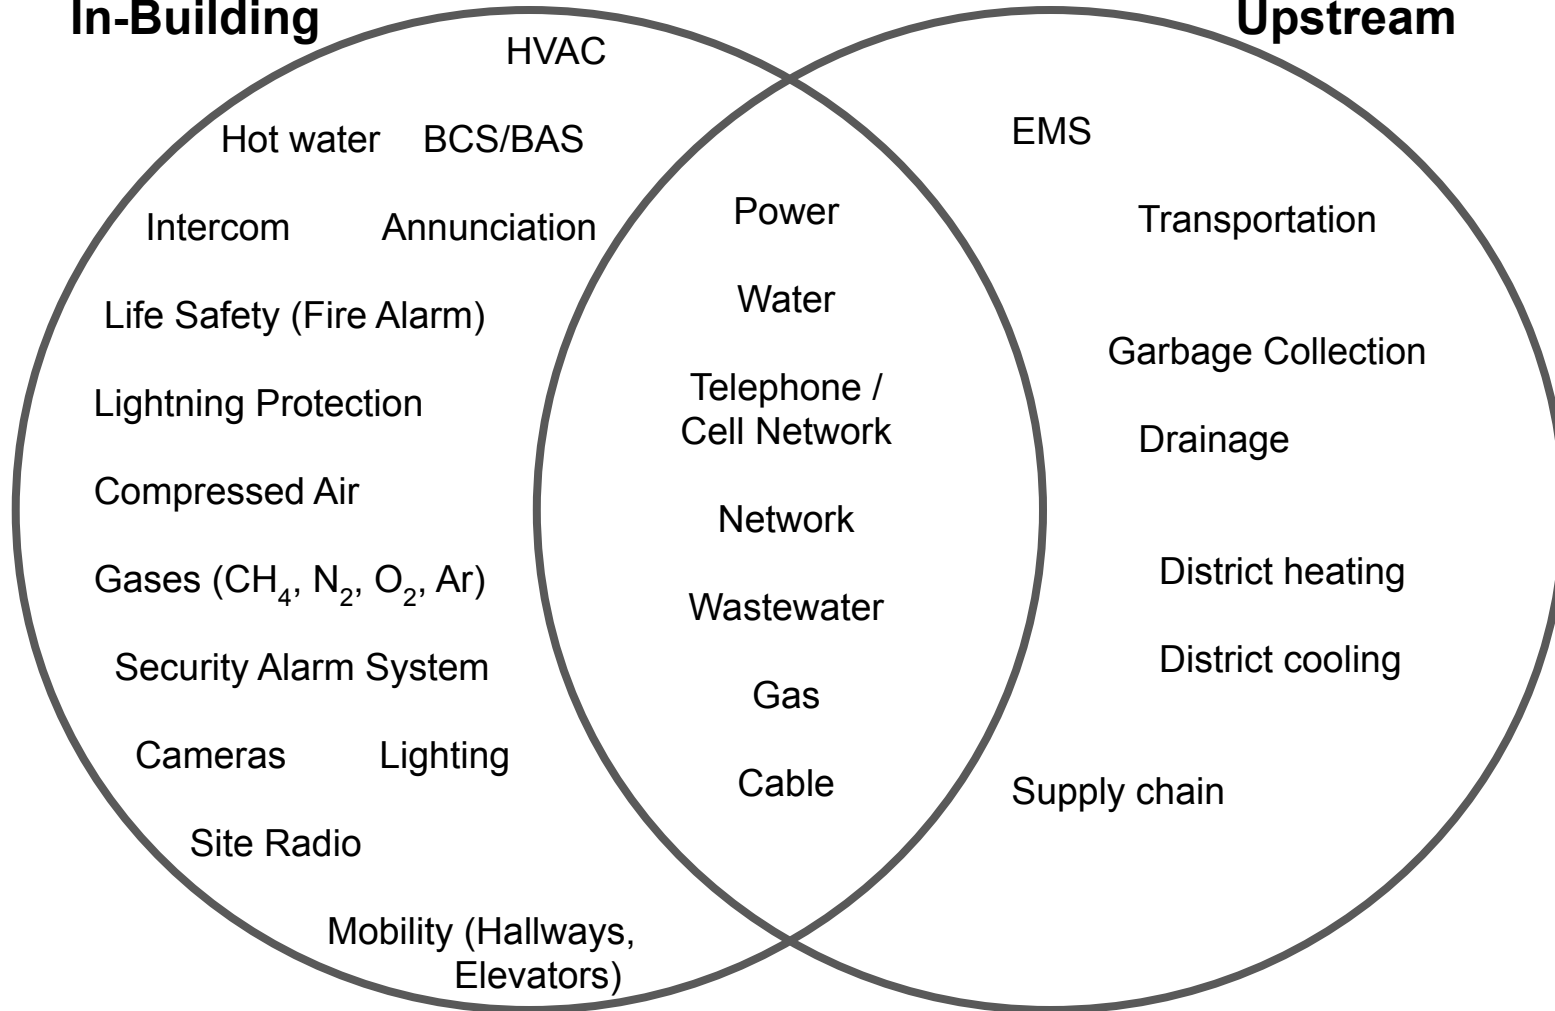 In-Building
Upstream
HVAC
Hot water
BCS/BAS
Intercom
Annunciation
Life Safety (Fire Alarm)
Lightning Protection
Compressed Air
Gases (CH₄, N₂, O₂, Ar)
Security Alarm System
Cameras
Lighting
Site Radio
Mobility (Hallways,
Elevators)
Power
Water
Telephone /
Cell Network
Network
Wastewater
Gas
Cable
EMS
Transportation
Garbage Collection
Drainage
District heating
District cooling
Supply chain